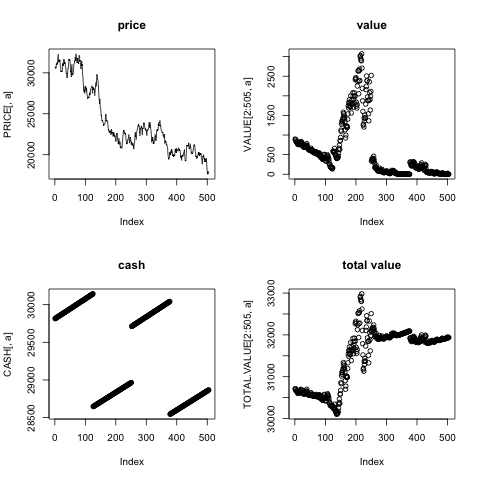 price
value
PRICE[, a]
30000
25000
20000
0 100 200 300 400 500
Index
VALUE[2:505, a]
2500
1500
500
0
0 100 200 300 400 500
Index
cash
total value
CASH[, a]
30000
29500
29000
28500
0 100 200 300 400 500
Index
TOTAL.VALUE[2:505, a]
33000
32000
31000
30000
0 100 200 300 400 500
Index